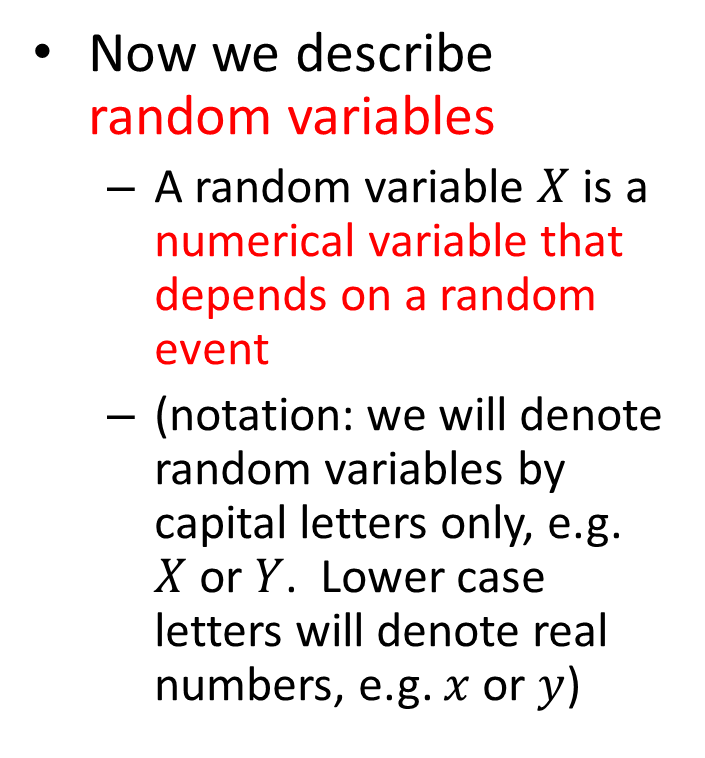 • Now we describe
random variables
– A random variable X is a
numerical variable that
depends on a random
event
– (notation: we will denote
random variables by
capital letters only, e.g.
X or Y. Lower case
letters will denote real
numbers, e.g. x or y)